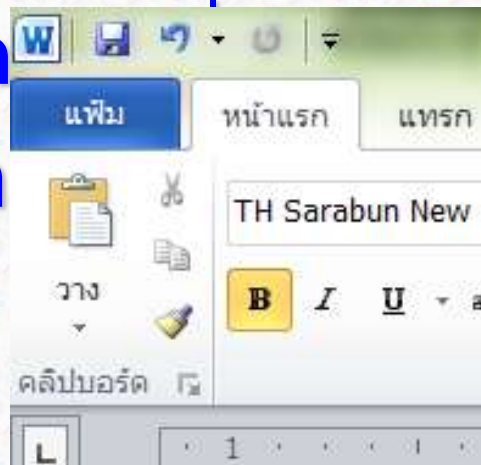 W
แฟ้ม หน้าแรก แทรก
TH Sarabun New
วาง
B I U
คลิปบอร์ด
L 1